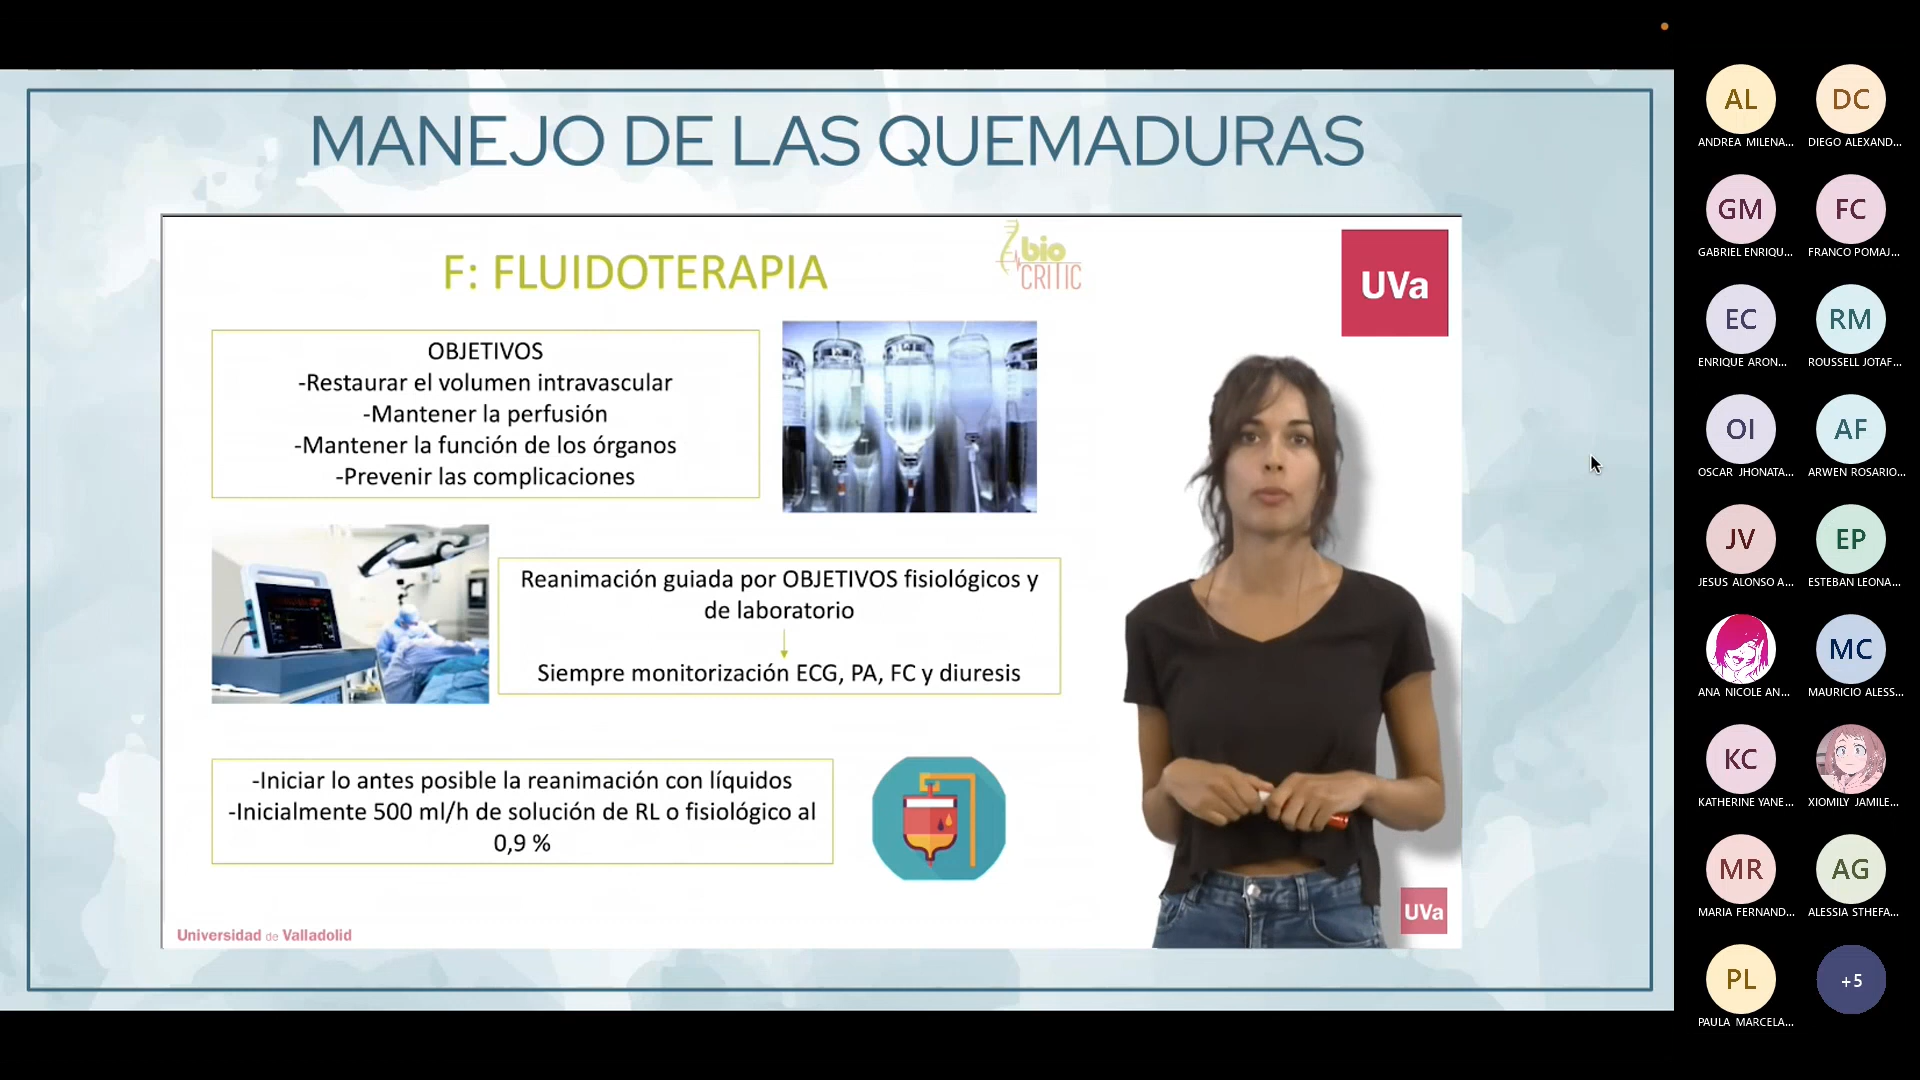 MANEJO DE LAS QUEMADURAS
F: FLUIDOTERAPIA
bio
CRITIC
UVa
OBJETIVOS
-Restaurar el volumen intravascular
-Mantener la perfusión
-Mantener la función de los órganos
-Prevenir las complicaciones
Reanimación guiada por OBJETIVOS fisiológicos y
de laboratorio
Siempre monitorización ECG, PA, FC y diuresis
-Iniciar lo antes posible la reanimación con líquidos
-Inicialmente 500 ml/h de solución de RL o fisiológico al
0,9 %
UVa
Universidad de Valladolid
AL
DC
ANDREA MILENA...
DIEGO ALEXAND...
GM
FC
GABRIEL ENRIQU...
FRANCO POMAJ...
EC
RM
ENRIQUE ARON...
ROUSSELL JOTAF...
OI
AF
OSCAR JHONATA...
ARWEN ROSARIO...
JV
EP
JESUS ALONSO A...
ESTEBAN LEONA...
MC
ANA NICOLE AN...
MAURICIO ALESS...
KC
KATHERINE YANE...
XIOMILY JAMILE...
MR
AG
MARIA FERNAND...
ALESSIA STHEFA...
PL
+5
PAULA MARCELA...